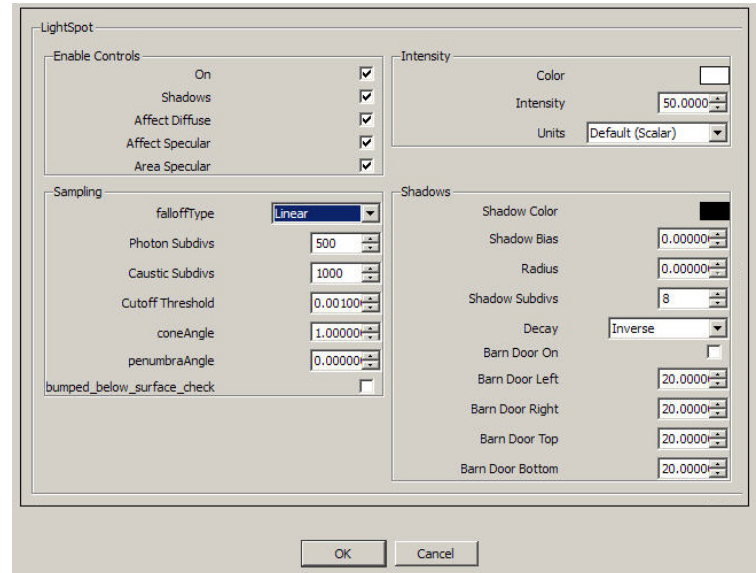 LightSpot
Enable Controls
On
Shadows
Affect Diffuse
Affect Specular
Area Specular
Intensity
Color
Intensity 50.0000
Units Default (Scalar)
Sampling
falloffType Linear
Photon Subdivs 500
Caustic Subdivs 1000
Cutoff Threshold 0.00100
coneAngle 1.00000
penumbraAngle 0.00000
bumped_below_surface_check
Shadows
Shadow Color
Shadow Bias 0.00000
Radius 0.00000
Shadow Subdivs 8
Decay Inverse
Barn Door On
Barn Door Left 20.0000
Barn Door Right 20.0000
Barn Door Top 20.0000
Barn Door Bottom 20.0000
OK Cancel